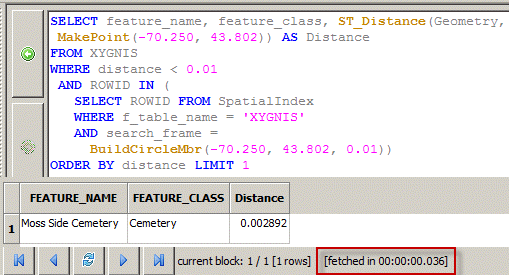 SELECT feature_name, feature_class, ST_Distance(Geometry,
MakePoint(-70.250, 43.802)) AS Distance
FROM XYGNIS
WHERE distance < 0.01
AND ROWID IN (
SELECT ROWID FROM SpatialIndex
WHERE f_table_name = 'XYGNIS'
AND search_frame =
BuildCircleMbr(-70.250, 43.802, 0.01))
ORDER BY distance LIMIT 1
FEATURE_NAME FEATURE_CLASS Distance
1 Moss Side Cemetery Cemetery 0.002892
current block: 1 / 1 [1 rows] [fetched in 00:00:00.036]